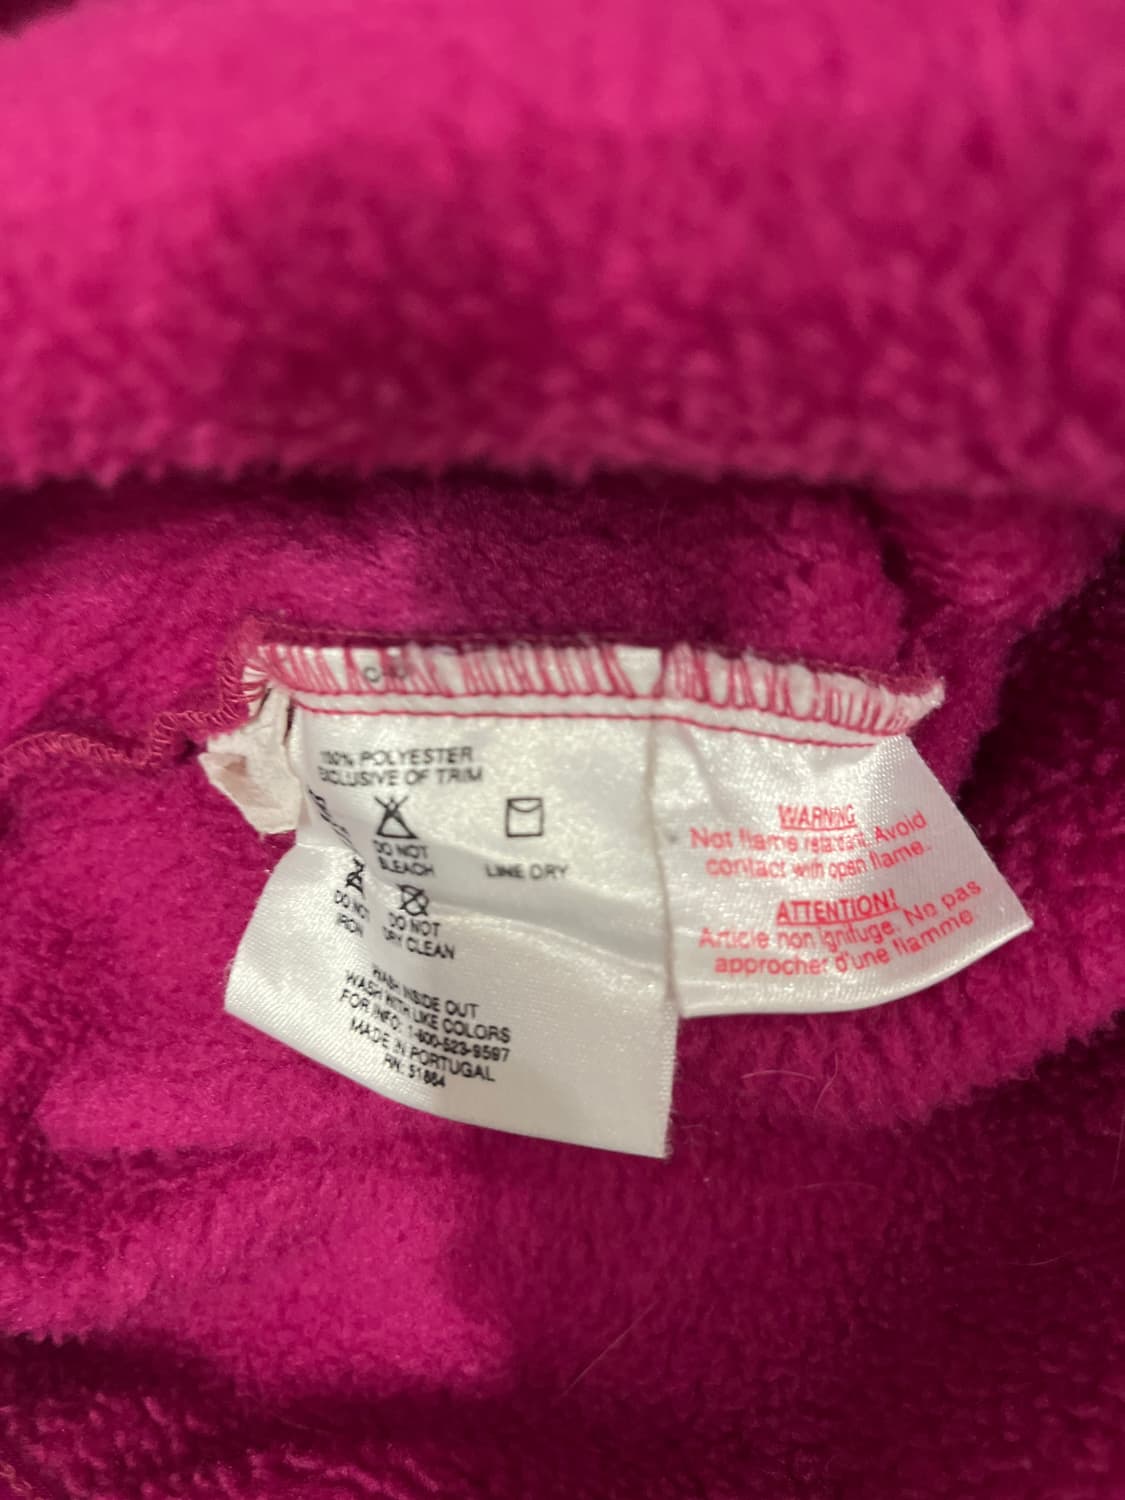 100% POLYESTER
EXCLUSIVE OF TRIM
DO NOT
BLEACH
LINE DRY
DO NOT
IRON
DO NOT
DRY CLEAN
WASH INSIDE OUT
WASH WITH LIKE COLORS
FOR INFO: 1-800-523-9597
MADE IN PORTUGAL
RN: 51884
WARNING
Not flame retardant. Avoid
contact with open flame.
ATTENTION!
Article non ignifuge. Ne pas
approcher d'une flamme.